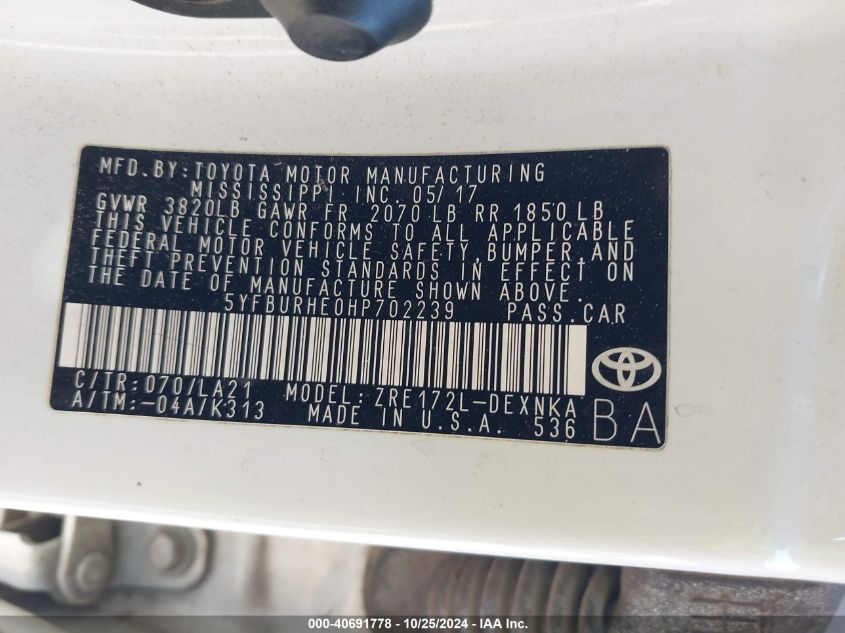 MFD.BY:TOYOTA MOTOR MANUFACTURING
MISSISSIPPI INC. 05/17
GVWR 3820LB GAWR FR 2070LB RR 1850LB
THIS VEHICLE CONFORMS TO ALL APPLICABLE
FEDERAL MOTOR VEHICLE SAFETY,BUMPER,AND
THEFT PREVENTION STANDARDS IN EFFECT ON
THE DATE OF MANUFACTURE SHOWN ABOVE.
5YFBURHE0HP702239 PASS.CAR
C/TR:070/LA21 MODEL:ZRE172L-DEXNKA
A/TM:-04A/K313 MADE IN U.S.A. 536 BA
000-40691778 - 10/25/2024 - IAA Inc.